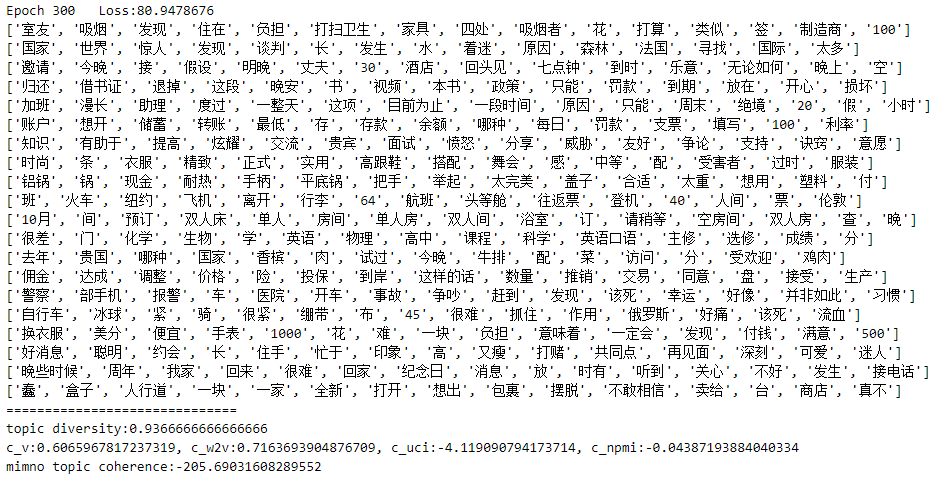 Epoch 300   Loss:80.9478676
['室友', '吸烟', '发现', '住在', '负担', '打扫卫生', '家具', '四处', '吸烟者', '花', '打算', '类似', '签', '制造商', '100']
['国家', '世界', '惊人', '发现', '谈判', '长', '发生', '水', '着迷', '原因', '森林', '法国', '寻找', '国际', '太多']
['邀请', '今晚', '接', '假设', '明晚', '丈夫', '30', '酒店', '回头见', '七点钟', '到时', '乐意', '无论如何', '晚上', '空']
['归还', '借书证', '退掉', '这段', '晚安', '书', '视频', '本书', '政策', '只能', '罚款', '到期', '放在', '开心', '损坏']
['加班', '漫长', '助理', '度过', '一整天', '这项', '目前为止', '一段时间', '原因', '只能', '周末', '绝境', '20', '假', '小时']
['账户', '想开', '储蓄', '转账', '最低', '存', '存款', '余额', '哪种', '每日', '罚款', '支票', '填写', '100', '利率']
['知识', '有助于', '提高', '炫耀', '交流', '贵宾', '面试', '愤怒', '分享', '威胁', '友好', '争论', '支持', '诀窍', '意愿']
['时尚', '条', '衣服', '精致', '正式', '实用', '高跟鞋', '搭配', '舞会', '感', '中等', '配', '受害者', '过时', '服装']
['铝锅', '锅', '现金', '耐热', '手柄', '平底锅', '把手', '举起', '太完美', '盖子', '合适', '太重', '想用', '塑料', '付']
['班', '火车', '纽约', '飞机', '离开', '行李', '64', '航班', '头等舱', '往返票', '登机', '40', '人间', '票', '伦敦']
['10月', '间', '预订', '双人床', '单人', '房间', '单人房', '双人间', '浴室', '订', '请稍等', '空房间', '双人房', '查', '晚']
['很差', '门', '化学', '生物', '学', '英语', '物理', '高中', '课程', '科学', '英语口语', '主修', '选修', '成绩', '分']
['去年', '贵国', '哪种', '国家', '香槟', '肉', '试过', '今晚', '牛排', '配', '菜', '访问', '分', '受欢迎', '鸡肉']
['佣金', '达成', '调整', '价格', '险', '投保', '到岸', '这样的话', '数量', '推销', '交易', '同意', '盘', '接受', '生产']
['警察', '部手机', '报警', '车', '医院', '开车', '事故', '争吵', '赶到', '发现', '该死', '幸运', '好像', '并非如此', '习惯']
['自行车', '冰球', '紧', '骑', '很紧', '绷带', '布', '45', '很难', '抓住', '作用', '俄罗斯', '好痛', '该死', '流血']
['换衣服', '美分', '便宜', '手表', '1000', '花', '难', '一块', '负担', '意味着', '一定会', '发现', '付钱', '满意', '500']
['好消息', '聪明', '约会', '长', '住手', '忙于', '印象', '高', '又瘦', '打赌', '共同点', '再见面', '深刻', '可爱', '迷人']
['晚些时候', '周年', '我家', '回来', '很难', '回家', '纪念日', '消息', '放', '时有', '听到', '关心', '不好', '发生', '接电话']
['蠢', '盒子', '人行道', '一块', '一家', '全新', '打开', '想出', '包裹', '摆脱', '不敢相信', '卖给', '台', '商店', '真不']
==============================
topic diversity:0.9366666666666666
c_v:0.6065967817237319, c_w2v:0.7163693904876709, c_uci:-4.119090794173714, c_npmi:-0.04387193884040334
mimno topic coherence:-205.69031608289552